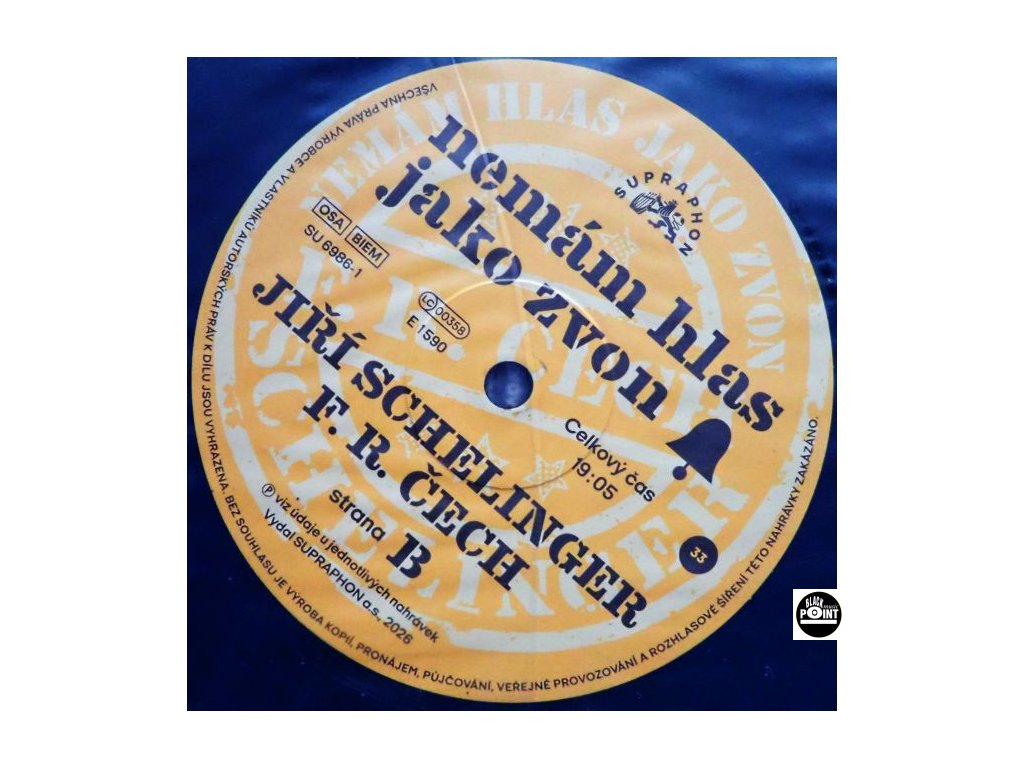 NEMÁM HLAS JAKO ZVON
F. R. ČECH
SCHELINGER
VŠECHNA PRÁVA VÝROBCE A VLASTNÍKŮ AUTORSKÝCH PRÁV K DÍLU JSOU VYHRAZENA. BEZ SOUHLASU JE VÝROBA KOPIÍ, PRONÁJEM, PŮJČOVÁNÍ, VEŘEJNÉ PROVOZOVÁNÍ A ROZHLASOVÉ ŠÍŘENÍ TÉTO NAHRÁVKY ZAKÁZÁNO.
SUPRAPHON
nemám hlas
jako zvon
OSA BIEM
SU 6986-1
LC 00358
E 1590
Celkový čas
19:05
JIŘÍ SCHELINGER
F. R. ČECH
33
strana B
Ⓟ viz údaje u jednotlivých nahrávek
Vydal SUPRAPHON a.s., 2026
BLACK
music
POINT